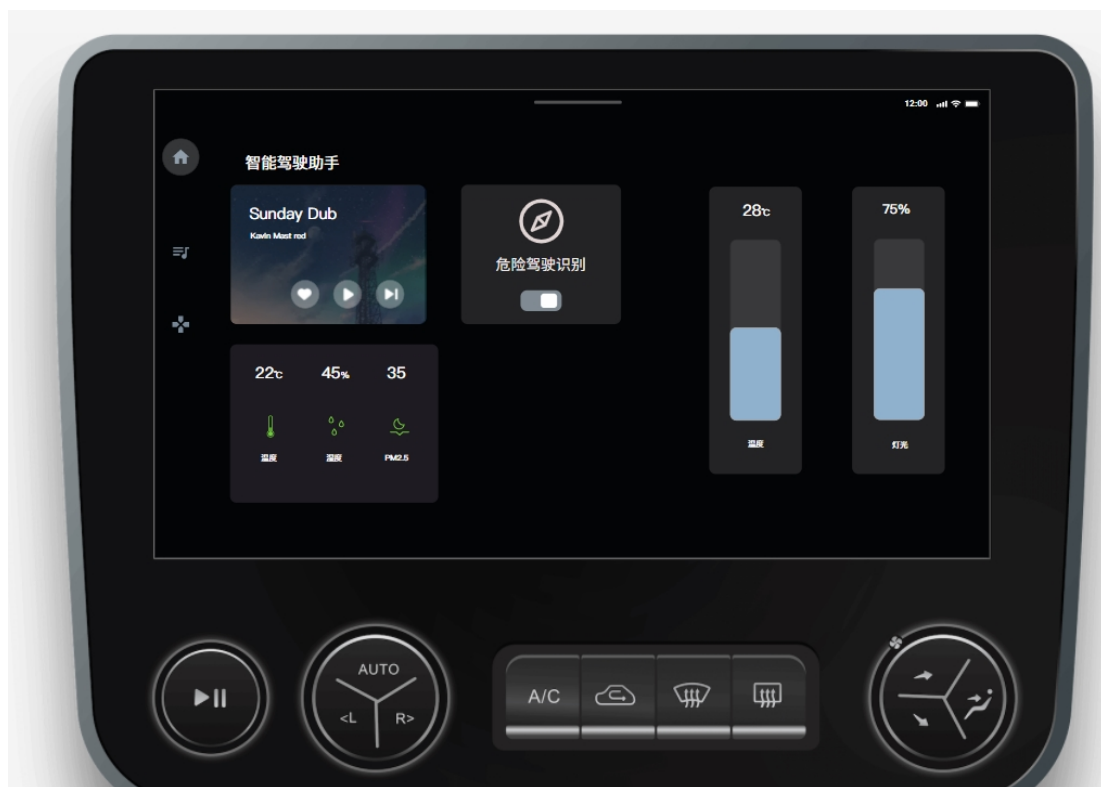 12:00
智能驾驶助手
Sunday Dub
Kavin Mast red
危险驾驶识别
28℃
75%
22℃ 45% 35
温度 湿度 PM2.5
温度 灯光
AUTO
<L R>
A/C